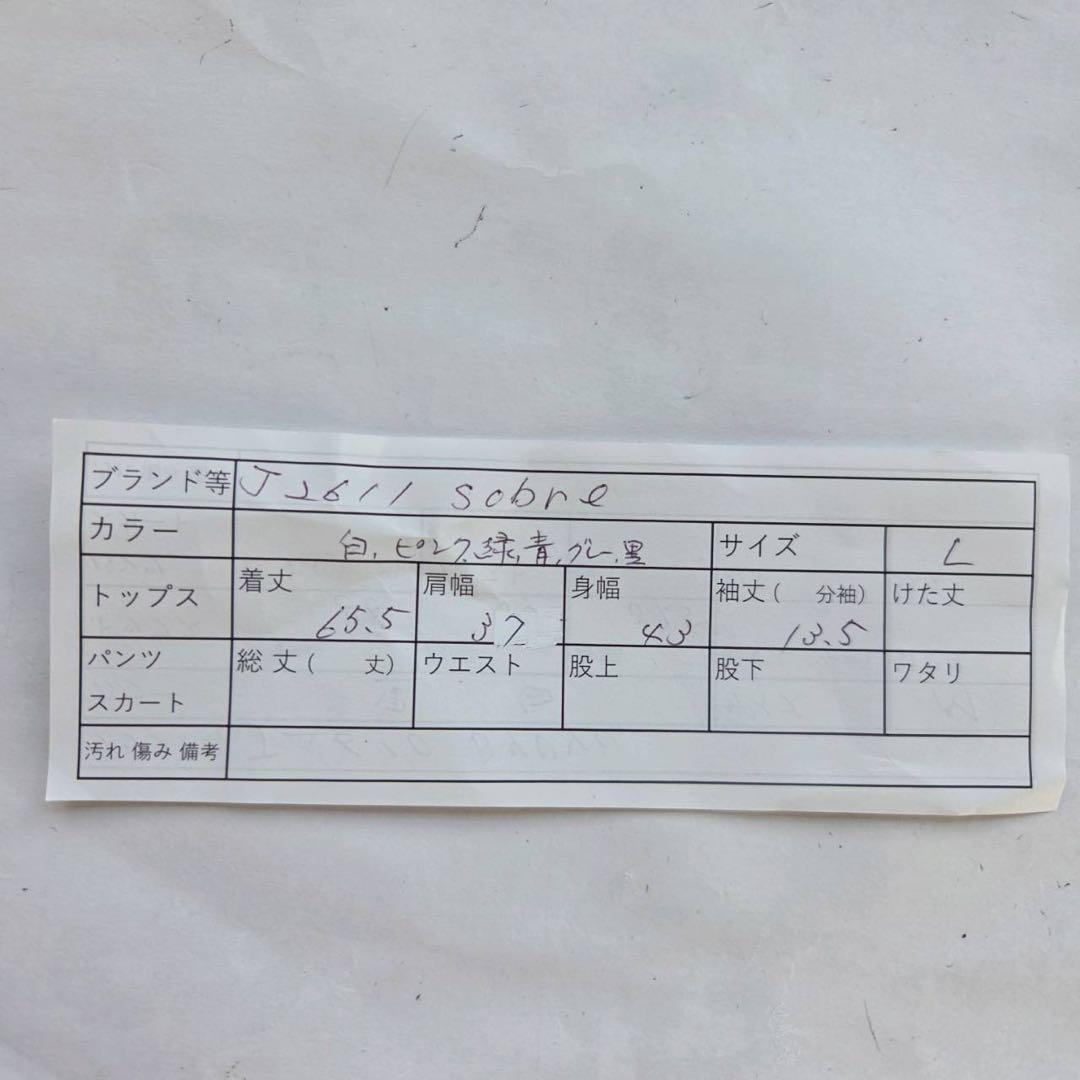 ブランド等 J2611 sobre
カラー 白,ピンク,緑,青,グレー,黒 サイズ L
トップス 着丈 65.5 肩幅 37 身幅 43 袖丈( 分袖) 13.5 けた丈
パンツ スカート 総丈( 丈) ウエスト 股上 股下 ワタリ
汚れ 傷み 備考